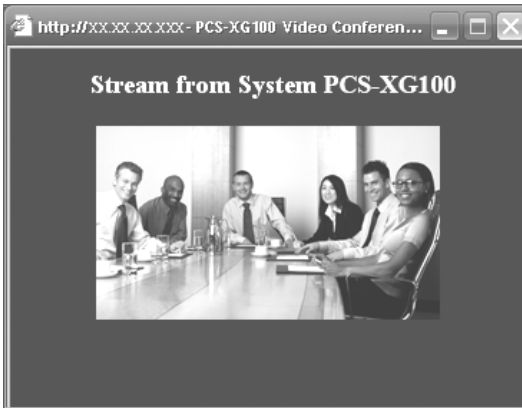 http://xx.xx.xx.xxx - PCS-XG100 Video Conferen...
Stream from System PCS-XG100